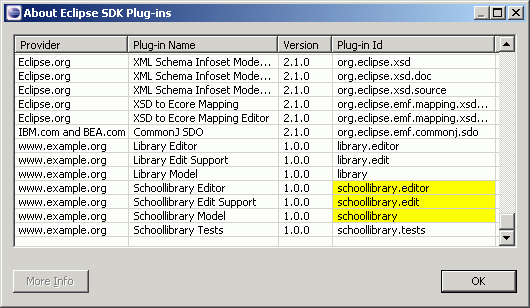 About Eclipse SDK Plug-ins
Provider Plug-in Name Version Plug-in Id
Eclipse.org XML Schema Infoset Mode... 2.1.0 org.eclipse.xsd
Eclipse.org XML Schema Infoset Mode... 2.1.0 org.eclipse.xsd.doc
Eclipse.org XML Schema Infoset Mode... 2.1.0 org.eclipse.xsd.source
Eclipse.org XSD to Ecore Mapping 2.1.0 org.eclipse.emf.mapping.xsd...
Eclipse.org XSD to Ecore Mapping Editor 2.1.0 org.eclipse.emf.mapping.xsd...
IBM.com and BEA.com CommonJ SDO 2.1.0 org.eclipse.emf.commonj.sdo
www.example.org Library Editor 1.0.0 library.editor
www.example.org Library Edit Support 1.0.0 library.edit
www.example.org Library Model 1.0.0 library
www.example.org Schoollibrary Editor 1.0.0 schoollibrary.editor
www.example.org Schoollibrary Edit Support 1.0.0 schoollibrary.edit
www.example.org Schoollibrary Model 1.0.0 schoollibrary
www.example.org Schoollibrary Tests 1.0.0 schoollibrary.tests
More Info OK